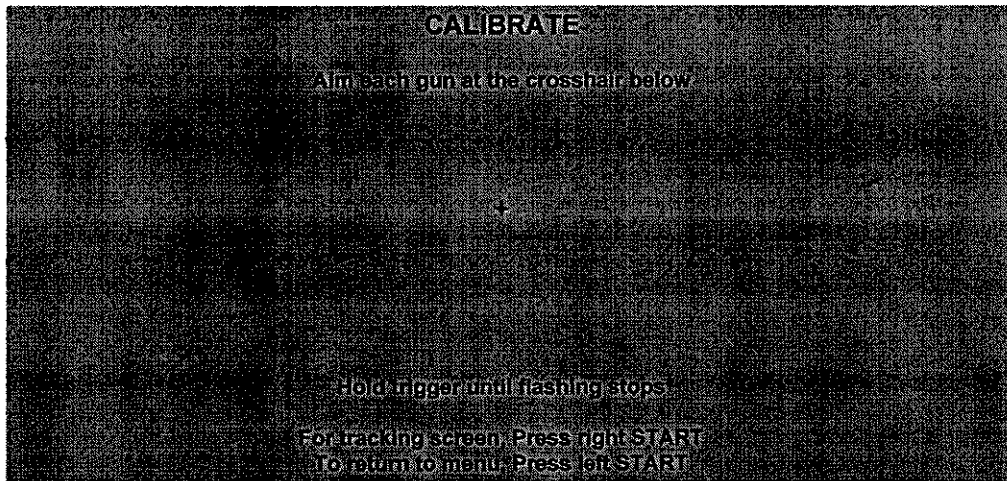 CALIBRATE
Aim each gun at the crosshair below
Hold trigger until flashing stops
For tracking screen: Press right START
To return to menu: Press left START